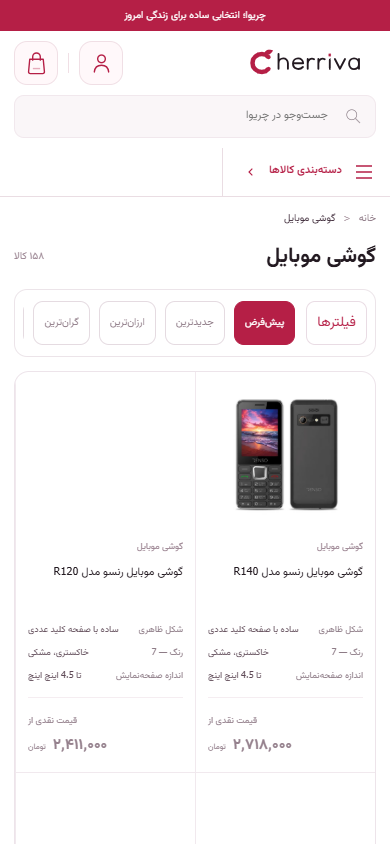 چریوا؛ انتخابی ساده برای زندگی امروز
Cherriva
جست‌وجو در چریوا
دسته‌بندی کالاها
خانه > گوشی موبایل
گوشی موبایل
۱۵۸ کالا
فیلترها
پیش‌فرض
جدیدترین
ارزان‌ترین
گران‌ترین
گوشی موبایل
گوشی موبایل رنسو مدل R140
شکل ظاهری ساده با صفحه کلید عددی
رنگ — 7 خاکستری، مشکی
اندازه صفحه‌نمایش تا 4.5 اینچ اینچ
قیمت نقدی از
۲,۷۱۸,۰۰۰ تومان
گوشی موبایل
گوشی موبایل رنسو مدل R120
شکل ظاهری ساده با صفحه کلید عددی
رنگ — 7 خاکستری، مشکی
اندازه صفحه‌نمایش تا 4.5 اینچ اینچ
قیمت نقدی از
۲,۴۱۱,۰۰۰ تومان